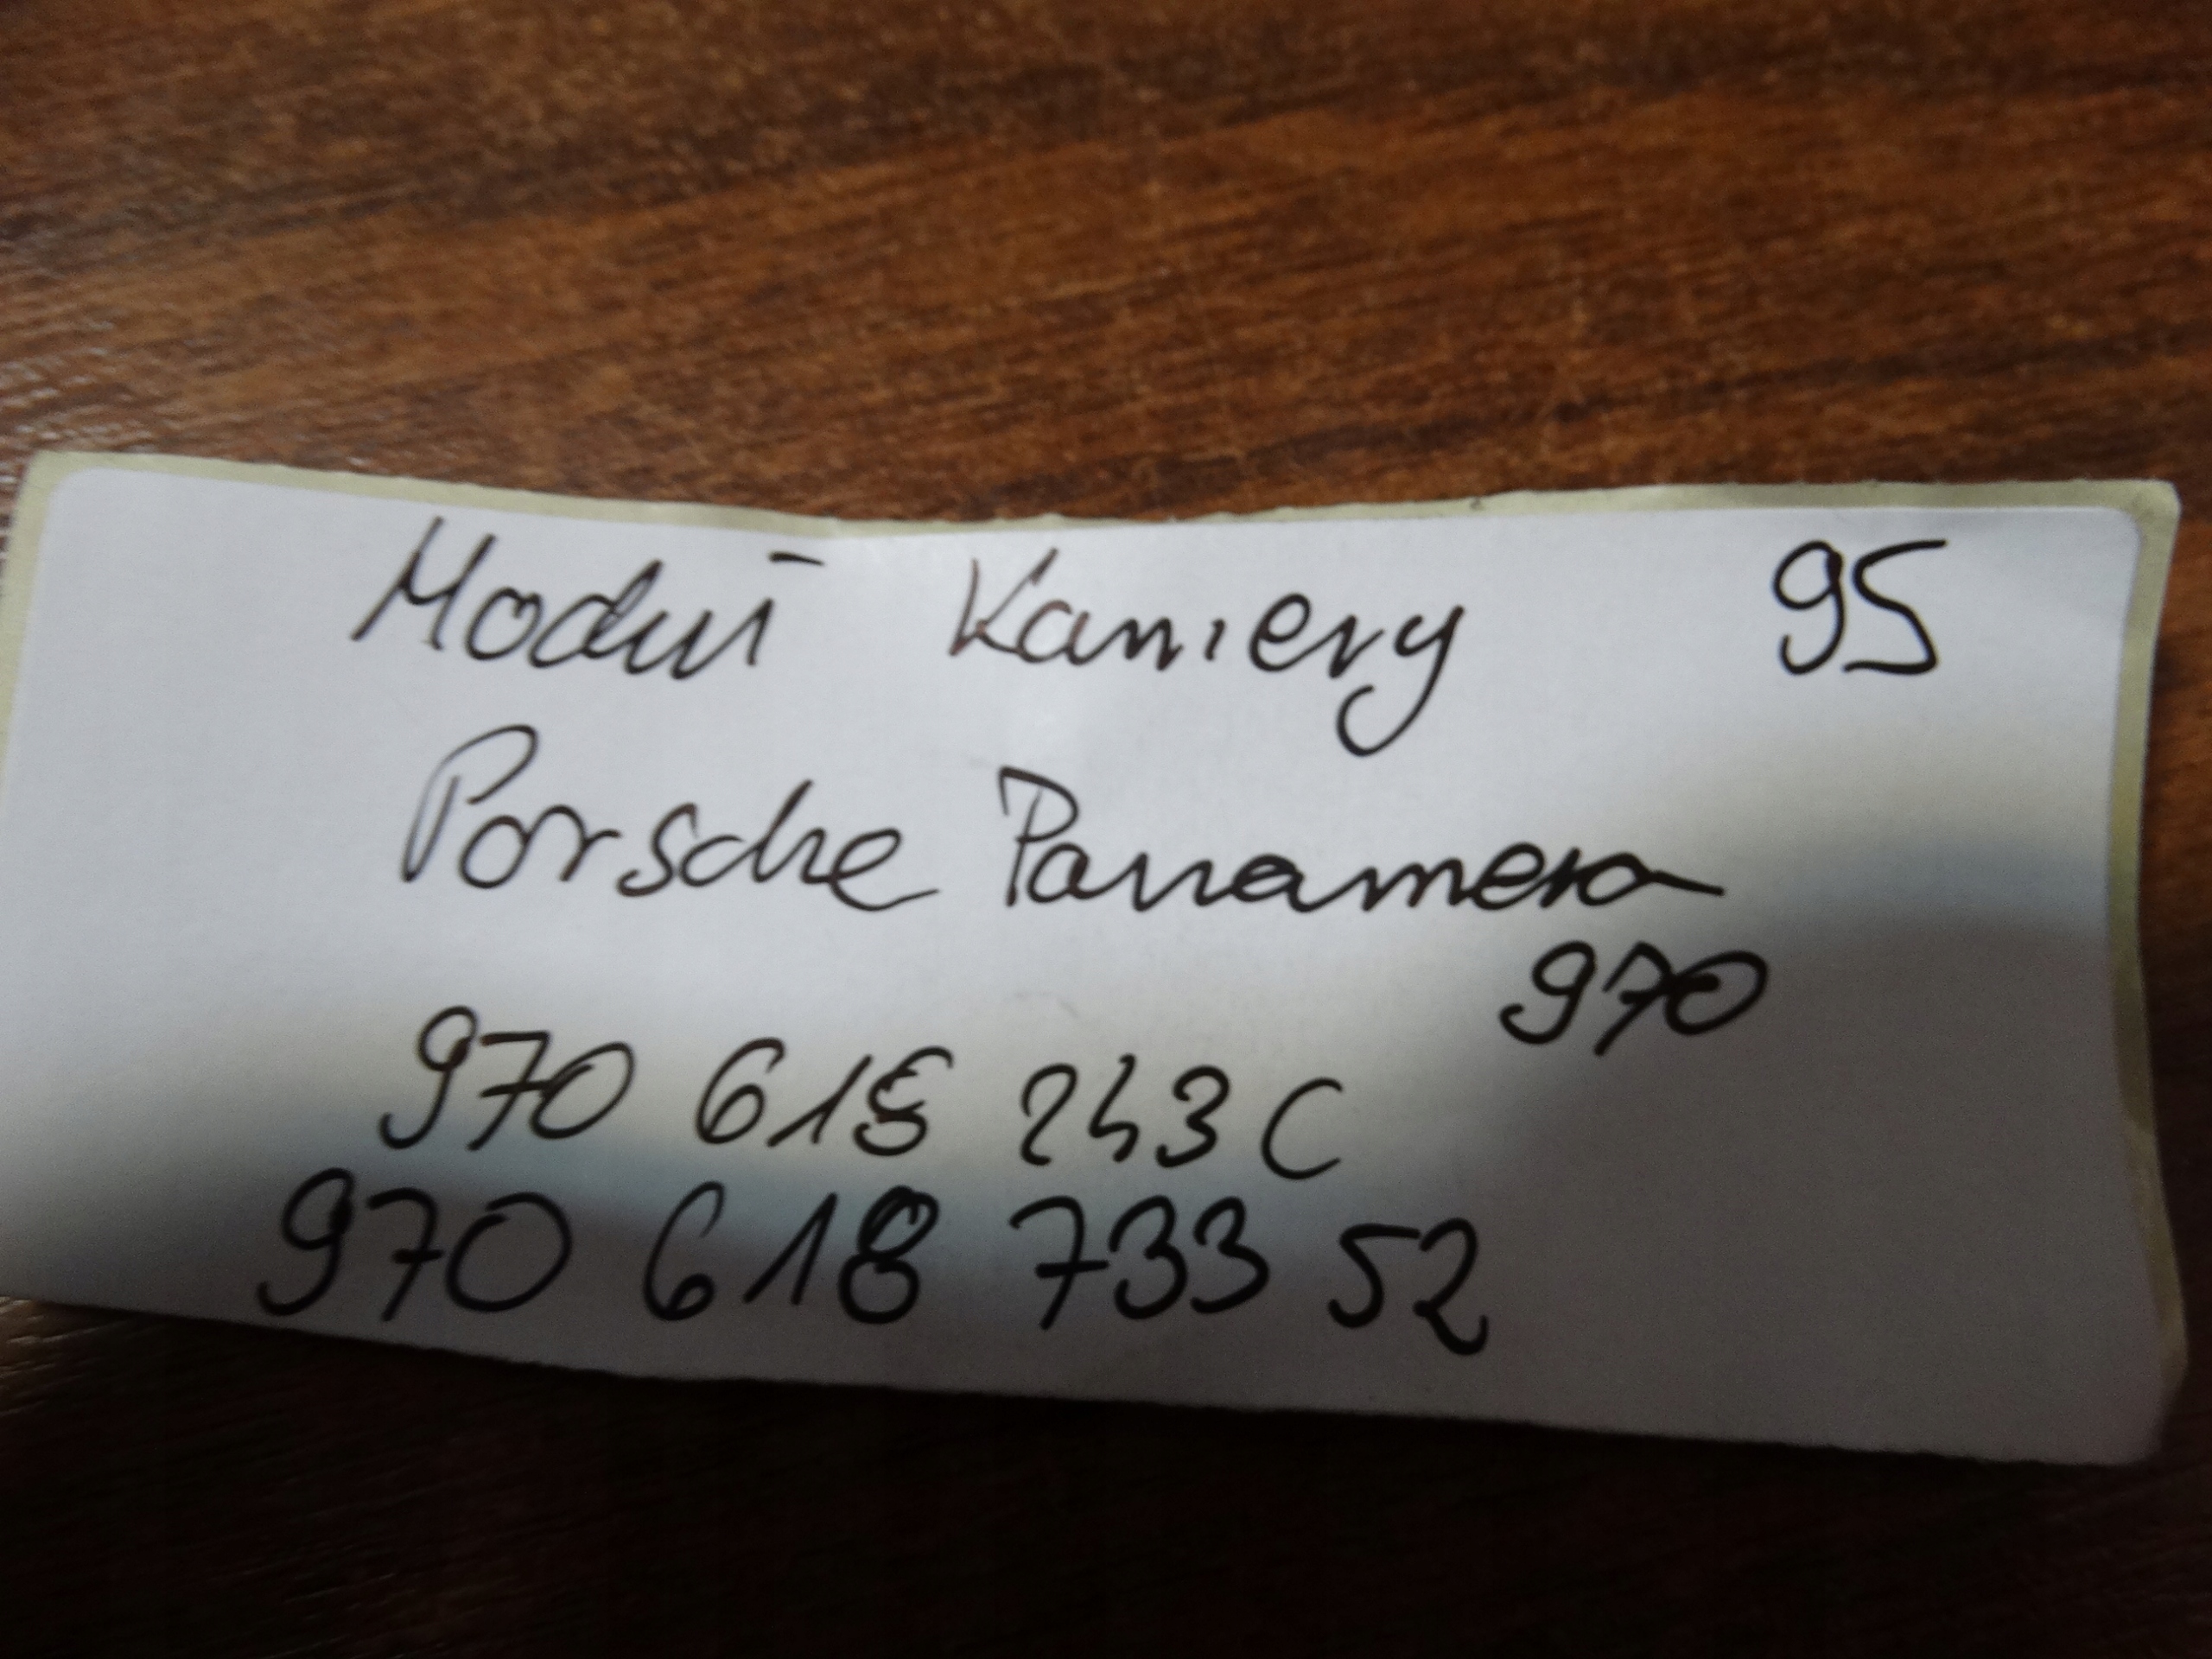 Moduł Kamery 95
Porsche Panamera
970
970 618 243 C
970 618 733 52